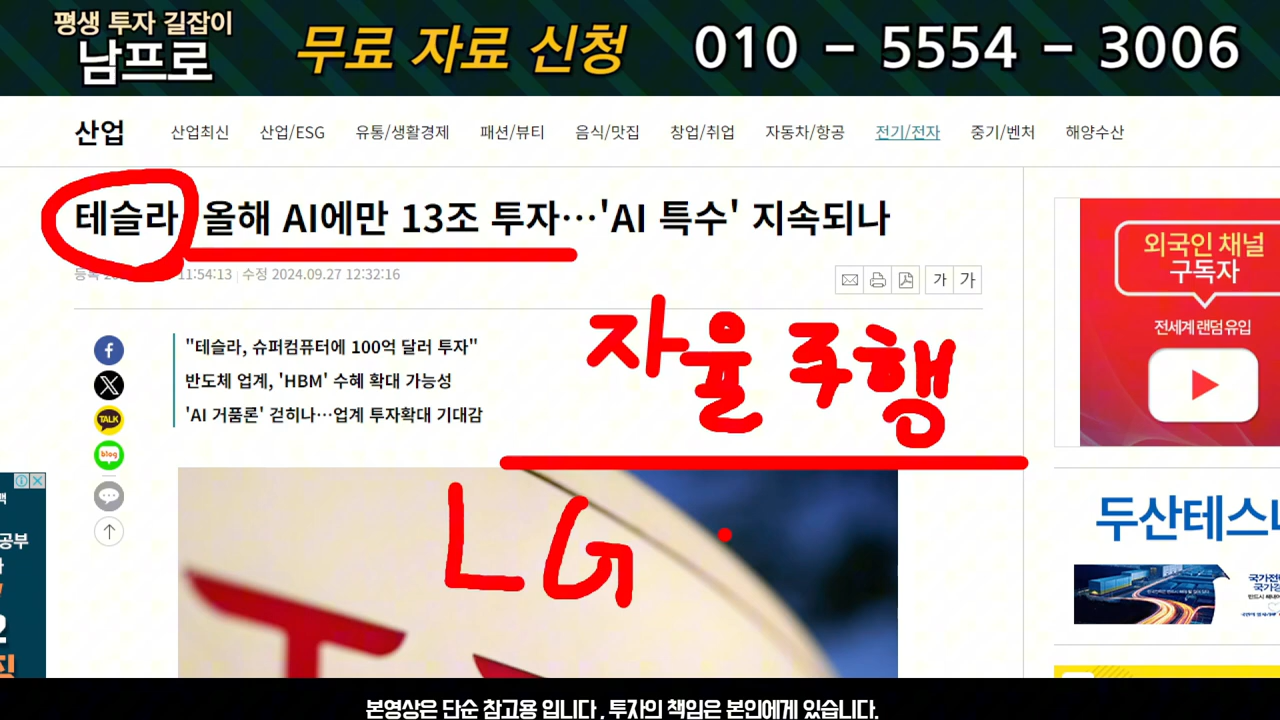 평생 투자 길잡이
남프로
무료 자료 신청
010 - 5554 - 3006
산업
산업최신 산업/ESG 유통/생활경제 패션/뷰티 음식/맛집 창업/취업 자동차/항공 전기/전자 중기/벤처 해양수산
테슬라 올해 AI에만 13조 투자…'AI 특수' 지속되나
등록 11:54:13 수정 2024.09.27 12:32:16
가 가
"테슬라, 슈퍼컴퓨터에 100억 달러 투자"
반도체 업계, 'HBM' 수혜 확대 가능성
'AI 거품론' 걷히나…업계 투자확대 기대감
TALK
blog
자율 주행
LG
외국인 채널
구독자
전세계 랜덤 유입
두산테스
공부
본영상은 단순 참고용 입니다, 투자의 책임은 본인에게 있습니다.